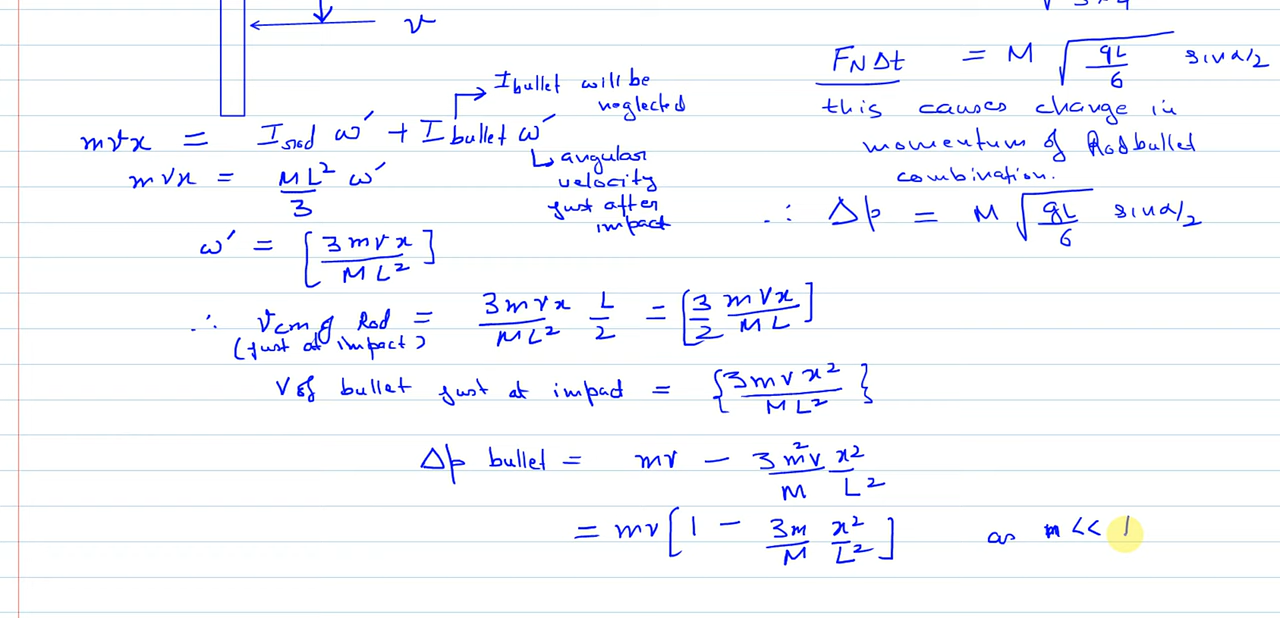 v
I bullet will be
neglected
mvx = I rod ω' + I bullet ω'
↳ angular
velocity
just after
impact
mvx = ML²/3 ω'
ω' = [3mvx/ML²]
∴ Vcm of Rod = 3mvx/ML² L/2 = [3/2 mvx/ML]
(just at impact)
V of bullet just at impact = {3mvx²/ML²}
Δp bullet = mv - 3m²v/M x²/L²
= mv[1 - 3m/M x²/L²] as m <<
F_N Δt = M √(gL/6) sin α/2
this causes change in
momentum of Rod bullet
combination.
∴ Δp = M √(gL/6) sin α/2